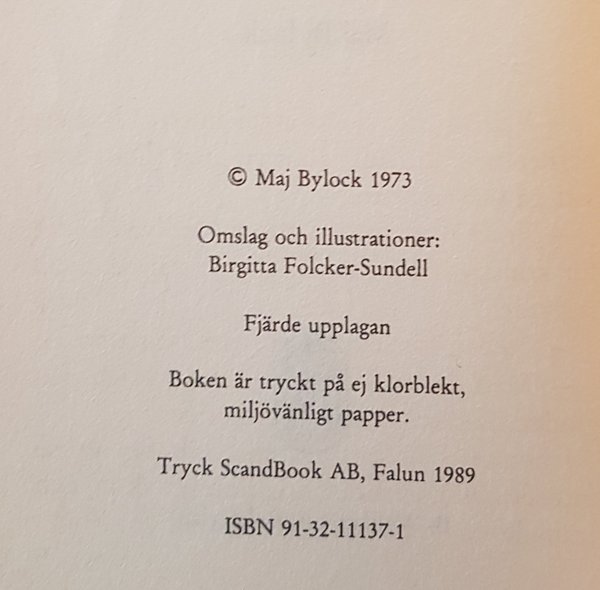 © Maj Bylock 1973
Omslag och illustrationer:
Birgitta Folcker-Sundell
Fjärde upplagan
Boken är tryckt på ej klorblekt,
miljövänligt papper.
Tryck ScandBook AB, Falun 1989
ISBN 91-32-11137-1